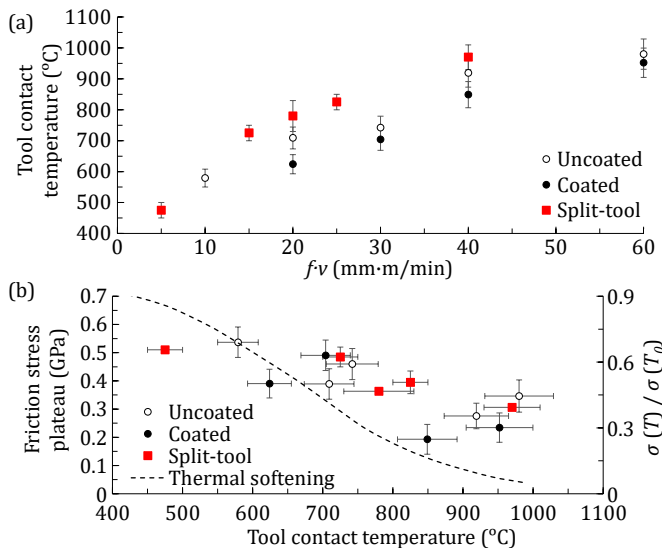 (a)
Tool contact
temperature (°C)
1000
900
800
700
600
500
400
0 10 20 30 40 50 60
f·v (mm·m/min)
Uncoated
Coated
Split-tool
(b)
Friction stress
plateau (GPa)
0.7
0.6
0.5
0.4
0.3
0.2
0.1
0
400 500 600 700 800 900 1000 1100
Tool contact temperature (°C)
Uncoated
Coated
Split-tool
Thermal softening
0.9
0.6
0.3
0
σ (T) / σ (T₀)